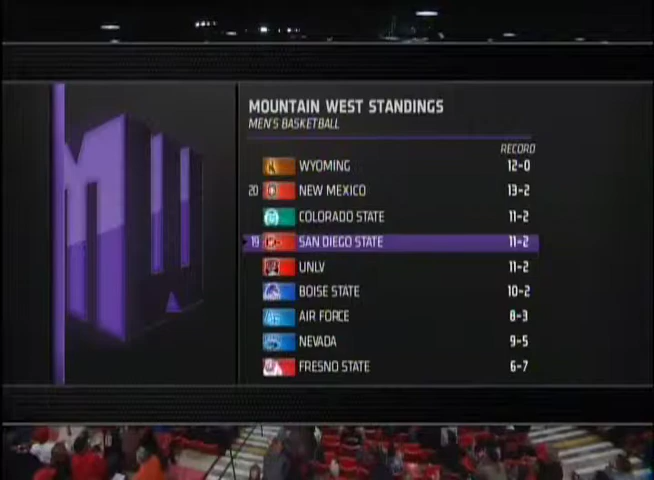 MW
MOUNTAIN WEST STANDINGS
MEN'S BASKETBALL
RECORD
WYOMING 12-0
20 NEW MEXICO 13-2
COLORADO STATE 11-2
19 SAN DIEGO STATE 11-2
UNLV 11-2
BOISE STATE 10-2
AIR FORCE 8-3
NEVADA 9-5
FRESNO STATE 6-7